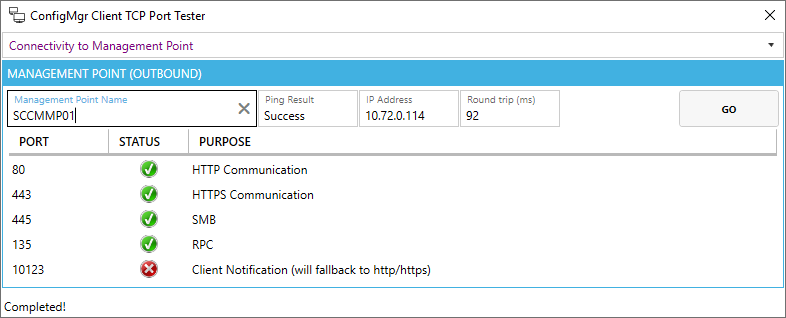 ConfigMgr Client TCP Port Tester
Connectivity to Management Point
MANAGEMENT POINT (OUTBOUND)
Management Point Name Ping Result IP Address Round trip (ms)
SCCMMP01 Success 10.72.0.114 92 GO
PORT STATUS PURPOSE
80 HTTP Communication
443 HTTPS Communication
445 SMB
135 RPC
10123 Client Notification (will fallback to http/https)
Completed!